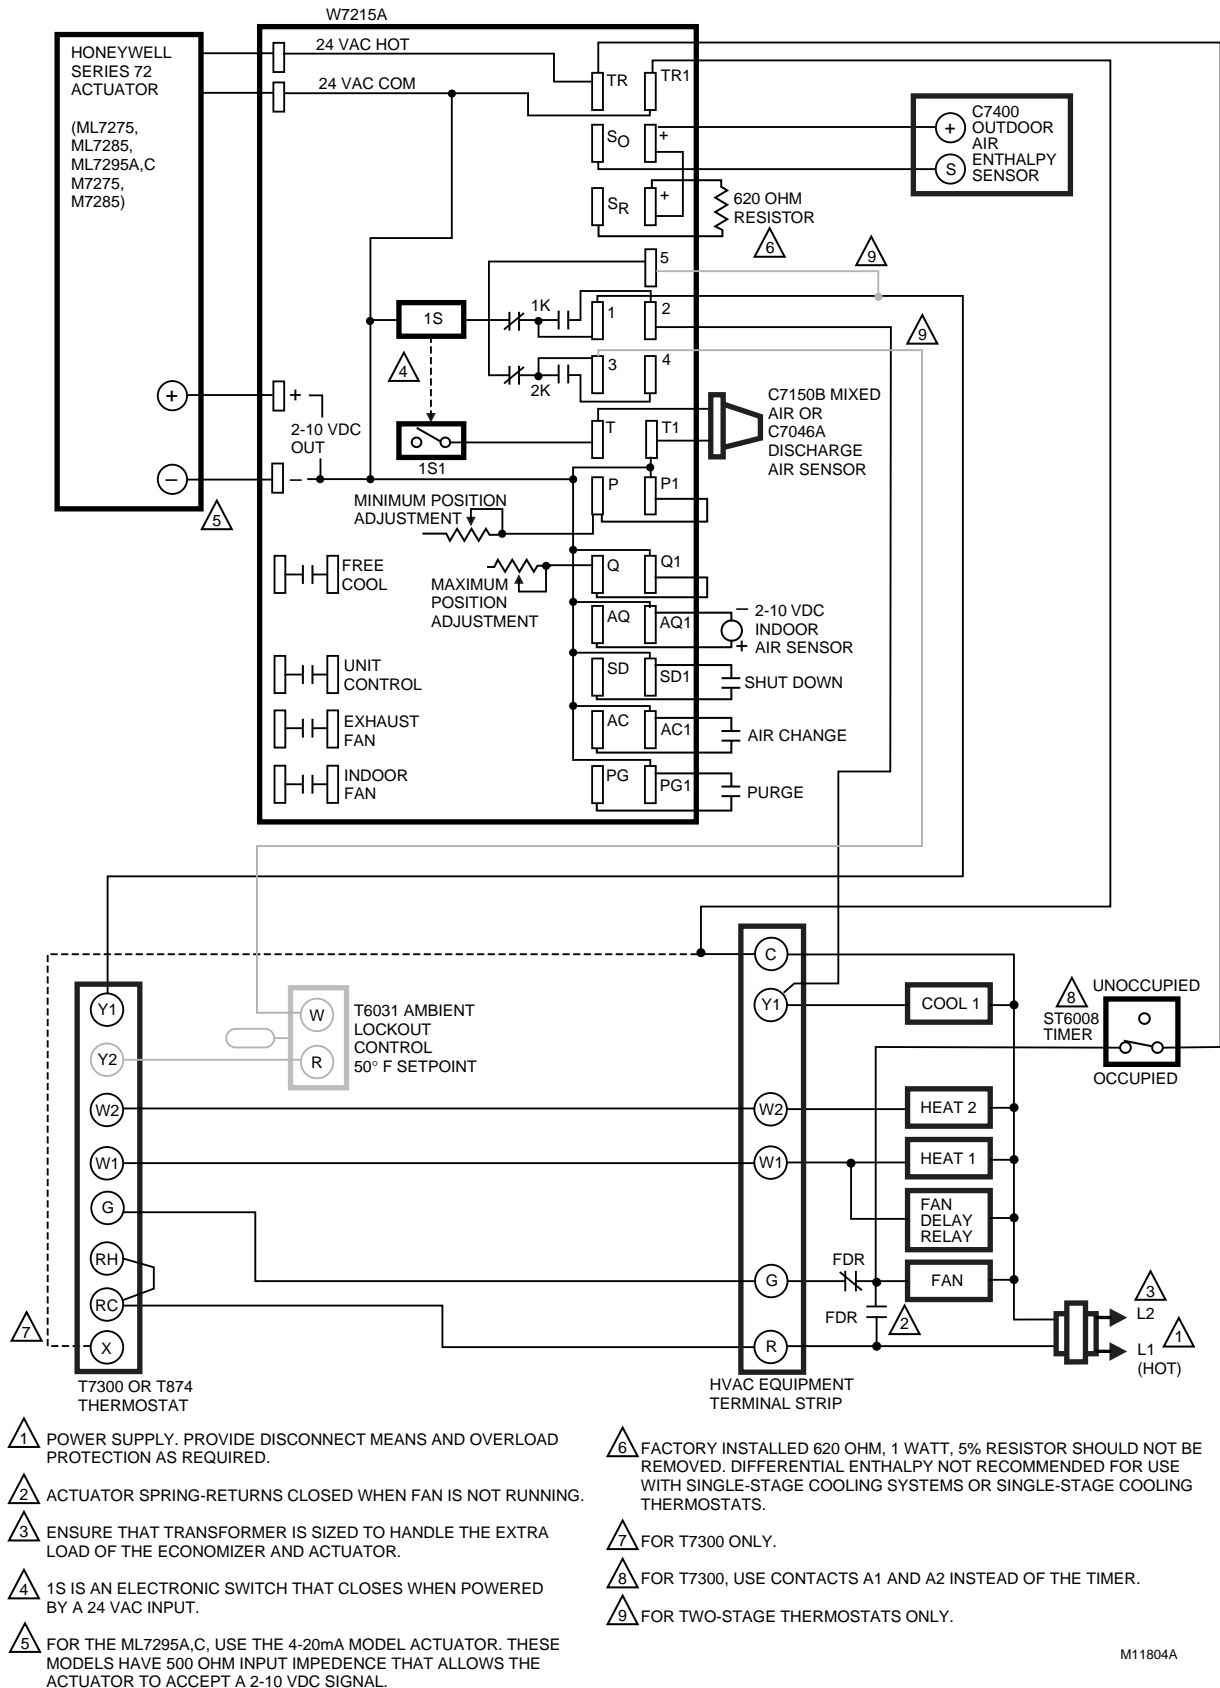 W7215A
HONEYWELL
SERIES 72
ACTUATOR
(ML7275,
ML7285,
ML7295A,C
M7275,
M7285)
24 VAC HOT
24 VAC COM
TR
TR1
SO
+
C7400
OUTDOOR
AIR
ENTHALPY
SENSOR
+
S
SR
+
620 OHM
RESISTOR
6
5
9
1K
1
2
1S
9
4
3
4
2K
+
+
2-10 VDC
OUT
T
T1
C7150B MIXED
AIR OR
C7046A
DISCHARGE
AIR SENSOR
1S1
–
–
5
P
P1
MINIMUM POSITION
ADJUSTMENT
FREE
COOL
Q
Q1
MAXIMUM
POSITION
ADJUSTMENT
AQ
AQ1
– 2-10 VDC
INDOOR
+ AIR SENSOR
UNIT
CONTROL
SD
SD1
SHUT DOWN
EXHAUST
FAN
AC
AC1
AIR CHANGE
INDOOR
FAN
PG
PG1
PURGE
C
Y1
Y1
COOL 1
8
UNOCCUPIED
ST6008
TIMER
OCCUPIED
W
T6031 AMBIENT
LOCKOUT
CONTROL
50° F SETPOINT
Y2
R
W2
W2
HEAT 2
W1
W1
HEAT 1
G
FAN
DELAY
RELAY
RH
FDR
G
FAN
RC
FDR
2
3
L2
7
X
R
L1
(HOT)
1
T7300 OR T874
THERMOSTAT
HVAC EQUIPMENT
TERMINAL STRIP
1 POWER SUPPLY. PROVIDE DISCONNECT MEANS AND OVERLOAD
PROTECTION AS REQUIRED.
2 ACTUATOR SPRING-RETURNS CLOSED WHEN FAN IS NOT RUNNING.
3 ENSURE THAT TRANSFORMER IS SIZED TO HANDLE THE EXTRA
LOAD OF THE ECONOMIZER AND ACTUATOR.
4 1S IS AN ELECTRONIC SWITCH THAT CLOSES WHEN POWERED
BY A 24 VAC INPUT.
5 FOR THE ML7295A,C, USE THE 4-20mA MODEL ACTUATOR. THESE
MODELS HAVE 500 OHM INPUT IMPEDENCE THAT ALLOWS THE
ACTUATOR TO ACCEPT A 2-10 VDC SIGNAL.
6 FACTORY INSTALLED 620 OHM, 1 WATT, 5% RESISTOR SHOULD NOT BE
REMOVED. DIFFERENTIAL ENTHALPY NOT RECOMMENDED FOR USE
WITH SINGLE-STAGE COOLING SYSTEMS OR SINGLE-STAGE COOLING
THERMOSTATS.
7 FOR T7300 ONLY.
8 FOR T7300, USE CONTACTS A1 AND A2 INSTEAD OF THE TIMER.
9 FOR TWO-STAGE THERMOSTATS ONLY.
M11804A